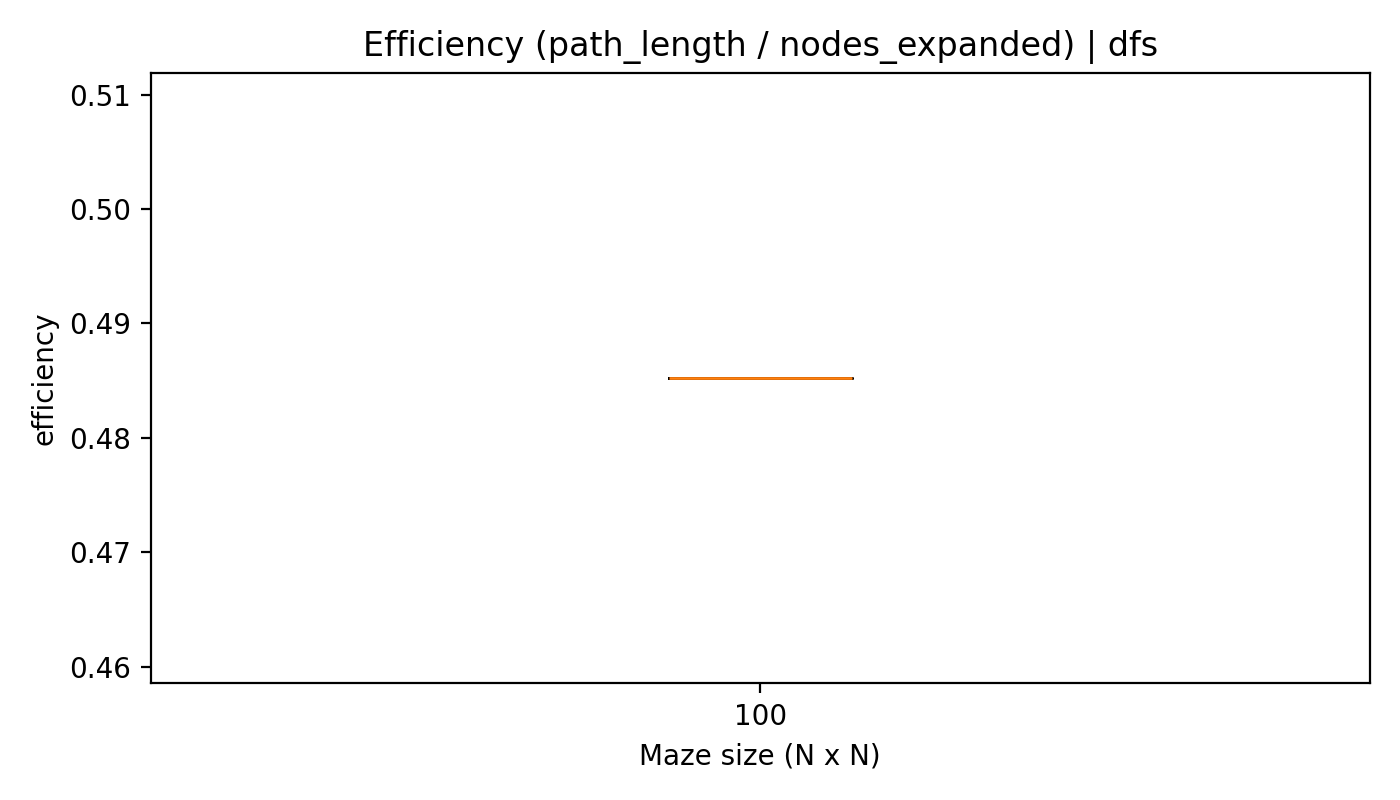 Efficiency (path_length / nodes_expanded) | dfs
0.51
0.50
0.49
0.48
0.47
0.46
efficiency
100
Maze size (N x N)